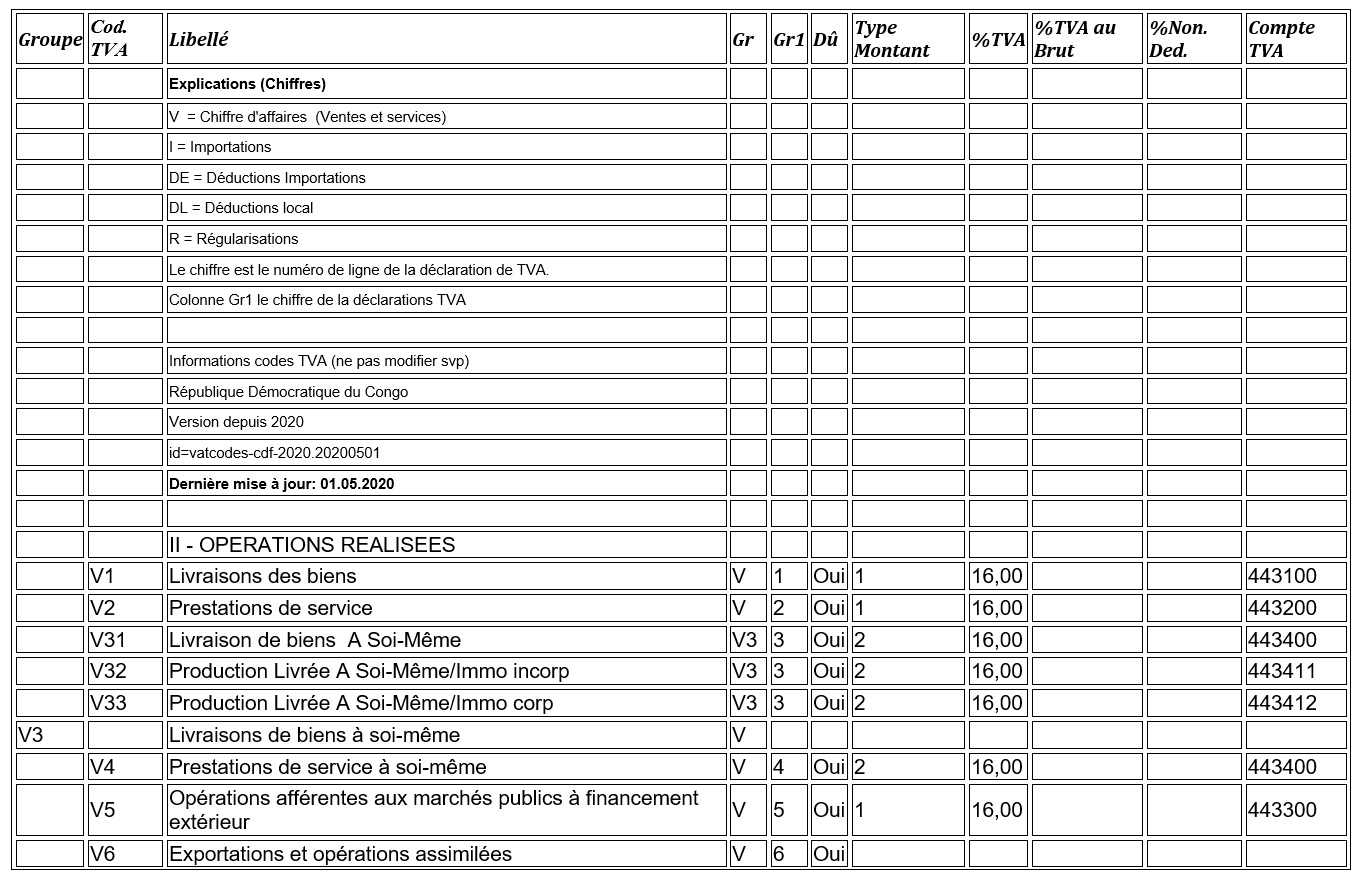 Groupe Cod. TVA Libellé Gr Gr1 Dû Type Montant %TVA %TVA au Brut %Non. Ded. Compte TVA
Explications (Chiffres)
V = Chiffre d'affaires (Ventes et services)
I = Importations
DE = Déductions Importations
DL = Déductions local
R = Régularisations
Le chiffre est le numéro de ligne de la déclaration de TVA.
Colonne Gr1 le chiffre de la déclarations TVA
Informations codes TVA (ne pas modifier svp)
République Démocratique du Congo
Version depuis 2020
id=vatcodes-cdf-2020.20200501
Dernière mise à jour: 01.05.2020
II - OPERATIONS REALISEES
V1 Livraisons des biens V 1 Oui 1 16,00 443100
V2 Prestations de service V 2 Oui 1 16,00 443200
V31 Livraison de biens A Soi-Même V3 3 Oui 2 16,00 443400
V32 Production Livrée A Soi-Même/Immo incorp V3 3 Oui 2 16,00 443411
V33 Production Livrée A Soi-Même/Immo corp V3 3 Oui 2 16,00 443412
V3 Livraisons de biens à soi-même V
V4 Prestations de service à soi-même V 4 Oui 2 16,00 443400
V5 Opérations afférentes aux marchés publics à financement extérieur V 5 Oui 1 16,00 443300
V6 Exportations et opérations assimilées V 6 Oui